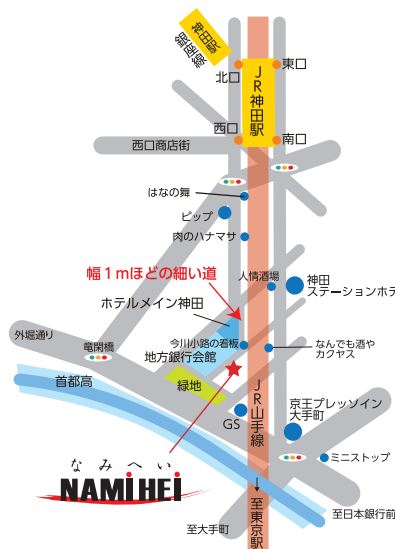 神田駅
銀座線
東口
北口
JR神田駅
西口
南口
西口商店街
はなの舞
ピップ
肉のハナマサ
幅1mほどの細い道
人情酒場
神田
ステーションホテ
ホテルメイン神田
外堀通り
竜閑橋
今川小路の看板
地方銀行会館
なんでも酒や
カクヤス
首都高
緑地
JR山手線
京王プレッソイン
大手町
GS
ミニストップ
なみへい
NAMiHEi
↓
至東京駅
至大手町
至日本銀行前